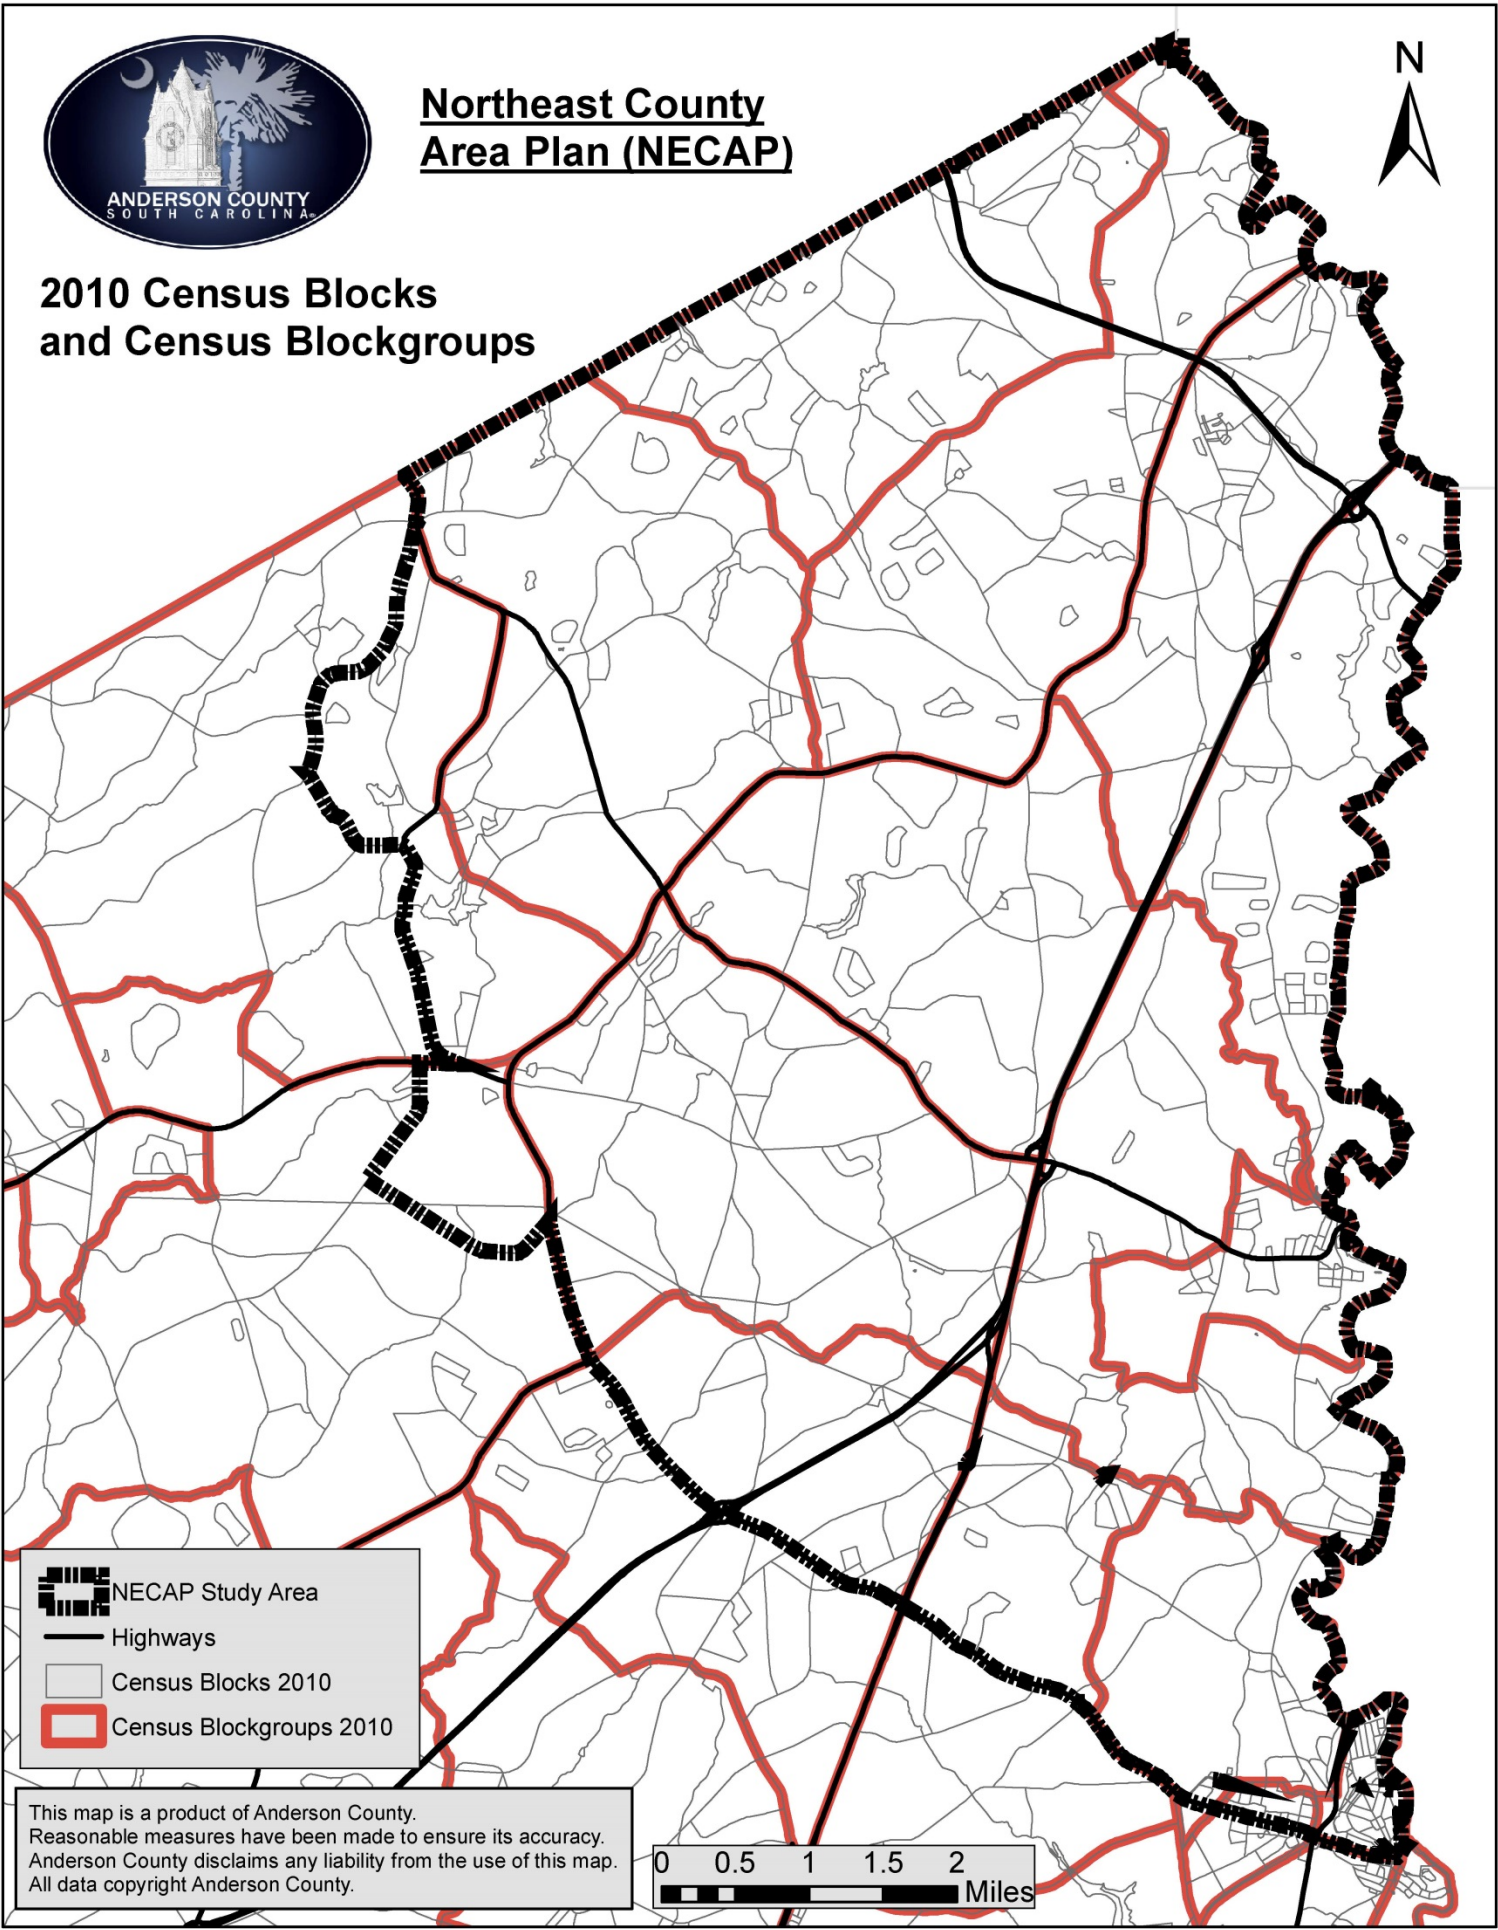 ANDERSON COUNTY
SOUTH CAROLINA
Northeast County
Area Plan (NECAP)
N
2010 Census Blocks
and Census Blockgroups
NECAP Study Area
Highways
Census Blocks 2010
Census Blockgroups 2010
This map is a product of Anderson County.
Reasonable measures have been made to ensure its accuracy.
Anderson County disclaims any liability from the use of this map.
All data copyright Anderson County.
0 0.5 1 1.5 2
Miles